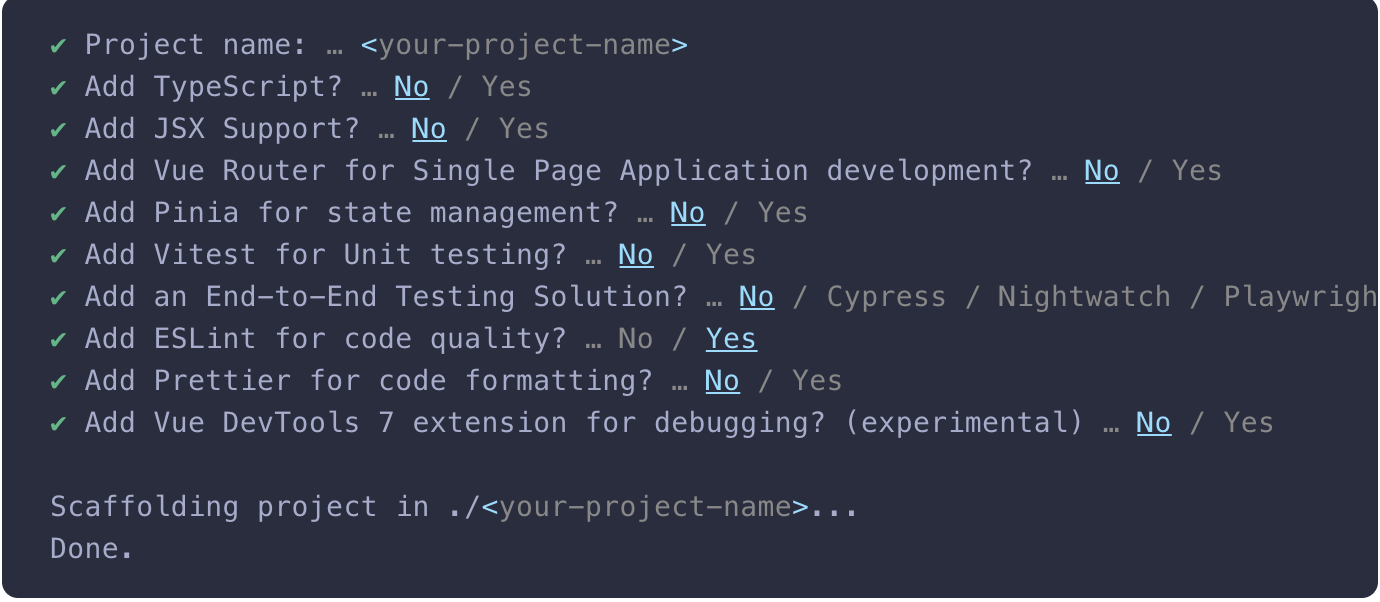 ✔ Project name: … <your-project-name>
✔ Add TypeScript? … No / Yes
✔ Add JSX Support? … No / Yes
✔ Add Vue Router for Single Page Application development? … No / Yes
✔ Add Pinia for state management? … No / Yes
✔ Add Vitest for Unit testing? … No / Yes
✔ Add an End-to-End Testing Solution? … No / Cypress / Nightwatch / Playwrigh
✔ Add ESLint for code quality? … No / Yes
✔ Add Prettier for code formatting? … No / Yes
✔ Add Vue DevTools 7 extension for debugging? (experimental) … No / Yes
Scaffolding project in ./<your-project-name>...
Done.